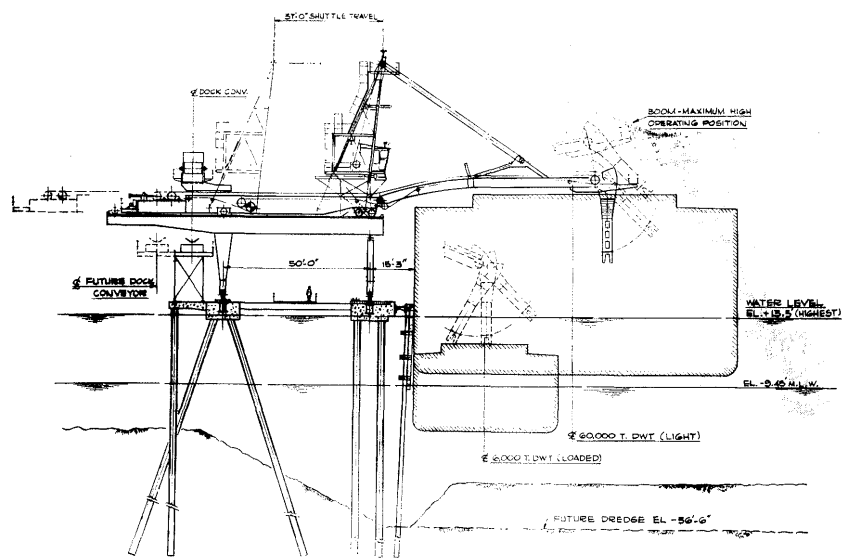 37'-0" SHUTTLE TRAVEL
℄ DOCK CONV.
BOOM-MAXIMUM HIGH
OPERATING POSITION
50'-0"
15'-3"
℄ FUTURE DOCK
CONVEYOR
WATER LEVEL
EL. +13.5' (HIGHEST)
EL. -9.45' M.L.W.
℄ 60,000 T. DWT (LIGHT)
℄ 6,000 T. DWT (LOADED)
FUTURE DREDGE EL -56'-6"